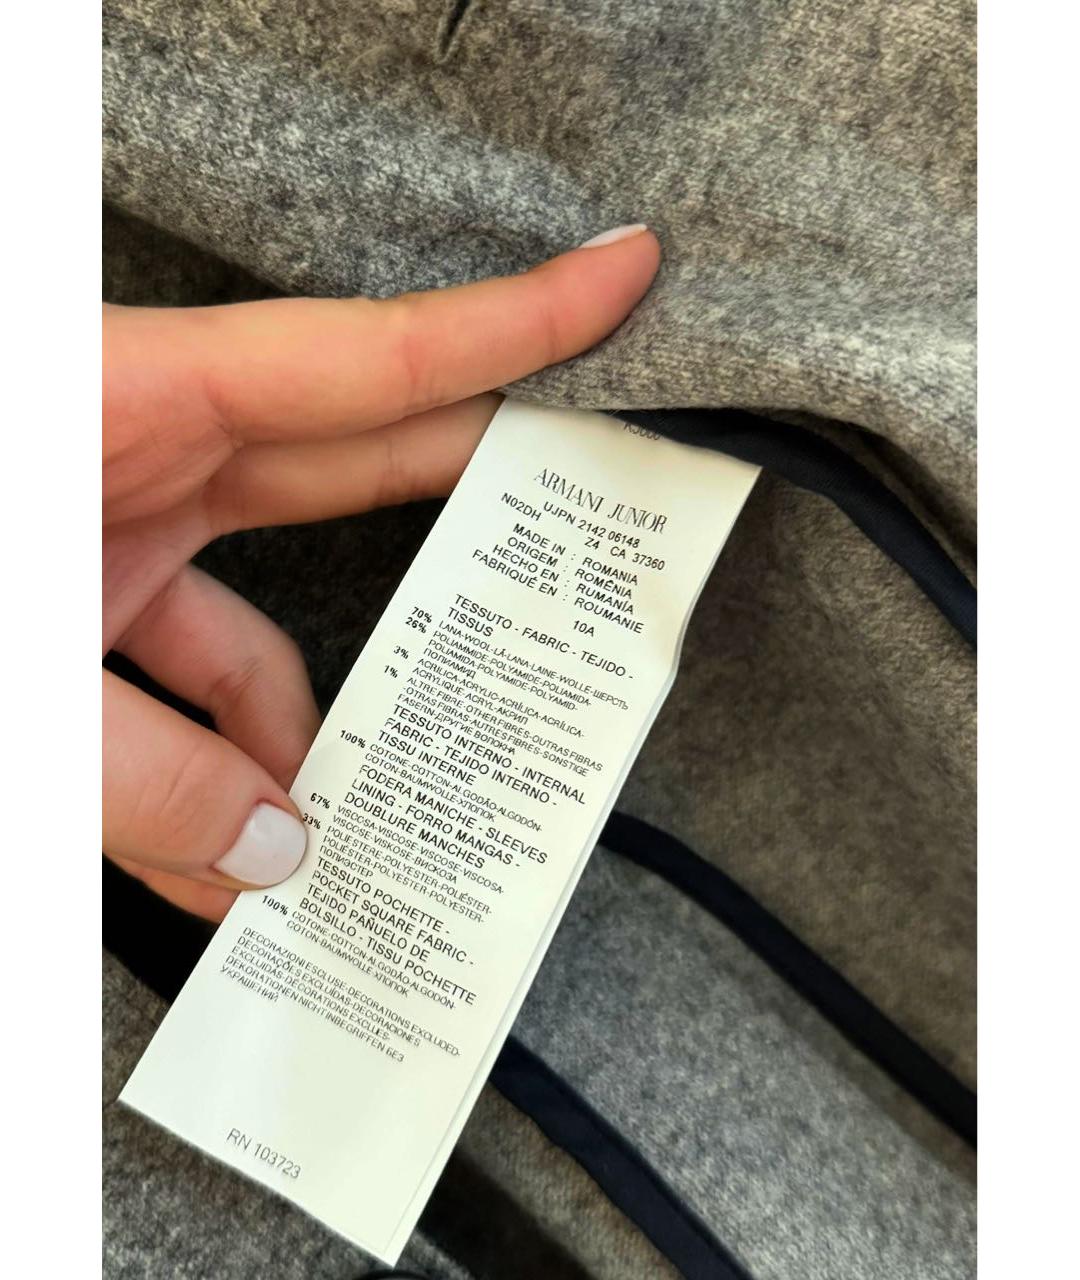 ARMANI JUNIOR
UJPN 2142 06148
N02DH Z4 CA 37360
MADE IN : ROMANIA
ORIGEM : ROMÊNIA
HECHO EN : RUMANÍA
FABRIQUÉ EN : ROUMANIE
10A
TESSUTO - FABRIC - TEJIDO -
TISSUS
70% LANA-WOOL-LÃ-LANA-LAINE-WOLLE-ШЕРСТЬ
26% POLIAMMIDE-POLYAMIDE-POLIAMIDA-
POLIAMIDA-POLYAMIDE-POLYAMID-
ПОЛИАМИД
3% ACRILICA-ACRYLIC-ACRÍLICA-ACRÍLICA-
ACRYLIQUE-ACRYL-АКРИЛ
1% ALTRE FIBRE-OTHER FIBRES-OUTRAS FIBRAS
-OTRAS FIBRAS-AUTRES FIBRES-SONSTIGE
FASERN-ДРУГИЕ ВОЛОКНА
TESSUTO INTERNO - INTERNAL
FABRIC - TEJIDO INTERNO -
TISSU INTERNE
100% COTONE-COTTON-ALGODÃO-ALGODÓN-
COTON-BAUMWOLLE-ХЛОПОК
FODERA MANICHE - SLEEVES
LINING - FORRO MANGAS -
DOUBLURE MANCHES
67% VISCOSA-VISCOSE-VISCOSE-VISCOSA-
VISCOSE-VISKOSE-ВИСКОЗА
33% POLIESTERE-POLYESTER-POLIÉSTER-
POLIÉSTER-POLYESTER-POLYESTER-
ПОЛИЭСТЕР
TESSUTO POCHETTE -
POCKET SQUARE FABRIC -
TEJIDO PAÑUELO DE
BOLSILLO - TISSU POCHETTE
100% COTONE-COTTON-ALGODÃO-ALGODÓN-
COTON-BAUMWOLLE-ХЛОПОК
DECORAZIONI ESCLUSE-DECORATIONS EXCLUDED-
DECORAÇÕES EXCLUÍDAS-DECORACIONES
EXCLUIDAS-DÉCORATIONS EXCLUES-
DEKORATIONEN NICHT INBEGRIFFEN БЕЗ
УКРАШЕНИЙ
RN 103723